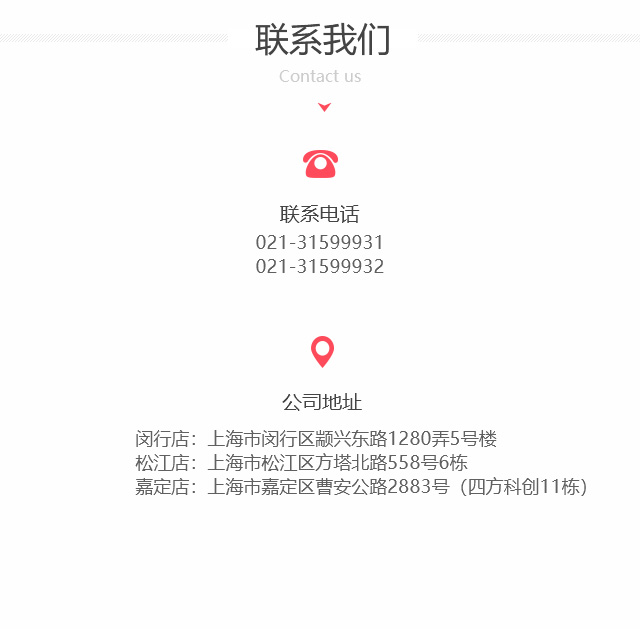 联系我们
Contact us
联系电话
021-31599931
021-31599932
公司地址
闵行店：上海市闵行区颛兴东路1280弄5号楼
松江店：上海市松江区方塔北路558号6栋
嘉定店：上海市嘉定区曹安公路2883号（四方科创11栋）